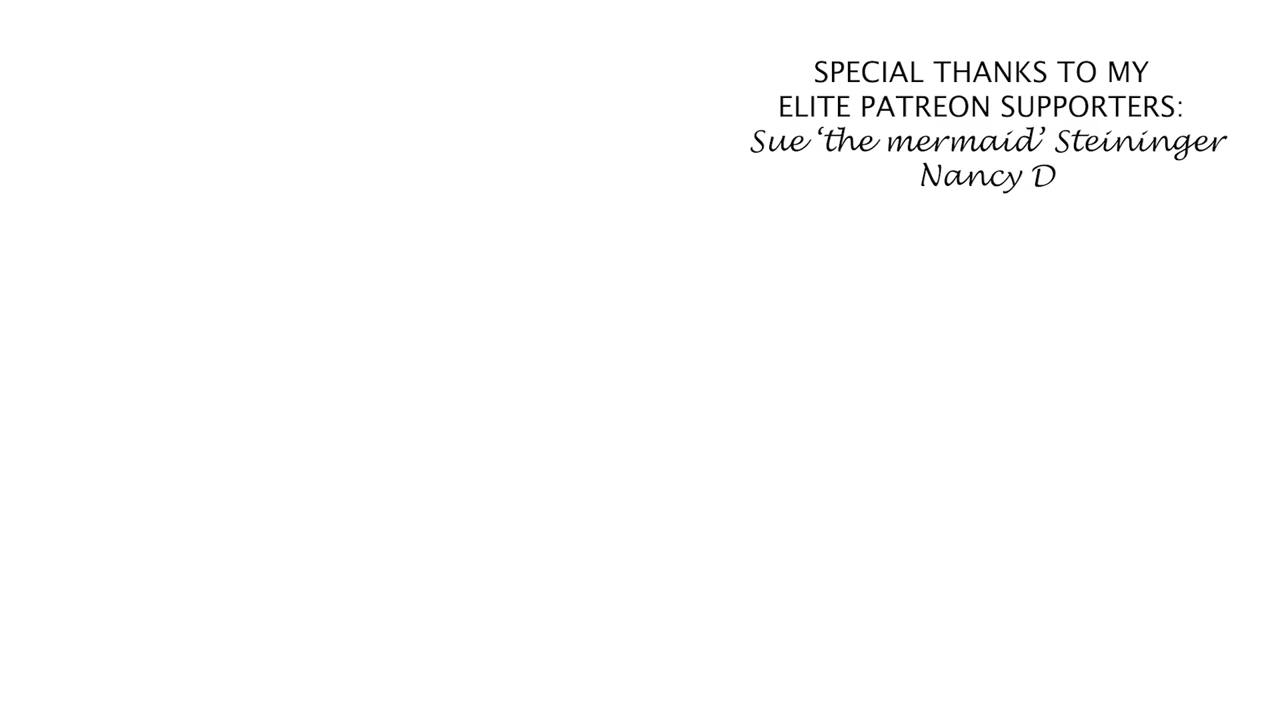 SPECIAL THANKS TO MY
ELITE PATREON SUPPORTERS:
Sue ‘the mermaid’ Steininger
Nancy D